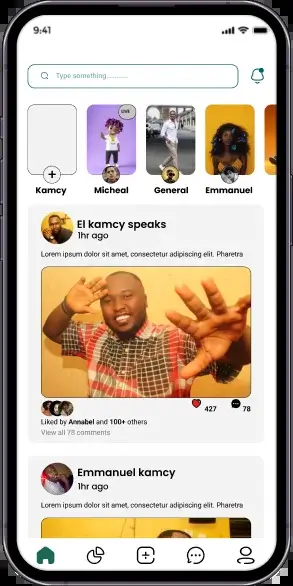 9:41
Type something............
LIVE
Kamcy
Micheal
General
Emmanuel
El kamcy speaks
1hr ago
Lorem ipsum dolor sit amet, consectetur adipiscing elit. Pharetra
427
78
Liked by Annabel and 100+ others
View all 78 comments
Emmanuel kamcy
1hr ago
Lorem ipsum dolor sit amet, consectetur adipiscing elit. Pharetra